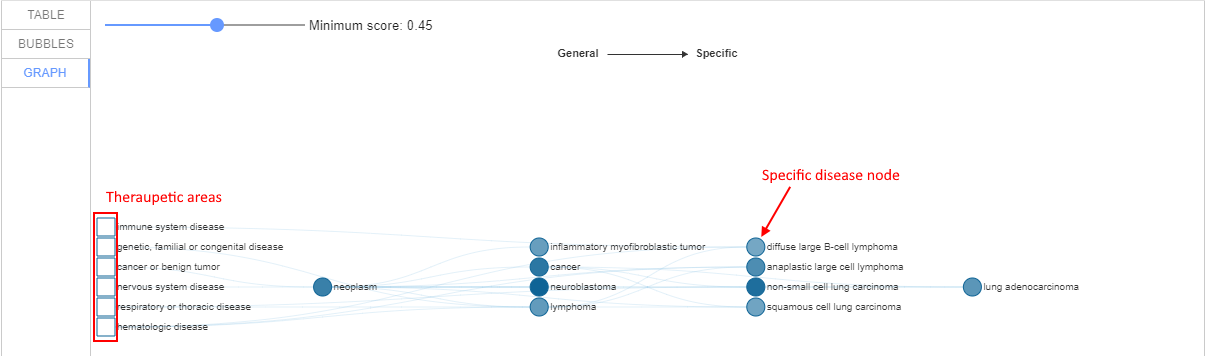 TABLE
BUBBLES
GRAPH
Minimum score: 0.45
General
Specific
Theraupetic areas
Specific disease node
immune system disease
genetic, familial or congenital disease
cancer or benign tumor
nervous system disease
respiratory or thoracic disease
hematologic disease
neoplasm
inflammatory myofibroblastic tumor
cancer
neuroblastoma
lymphoma
diffuse large B-cell lymphoma
anaplastic large cell lymphoma
non-small cell lung carcinoma
squamous cell lung carcinoma
lung adenocarcinoma